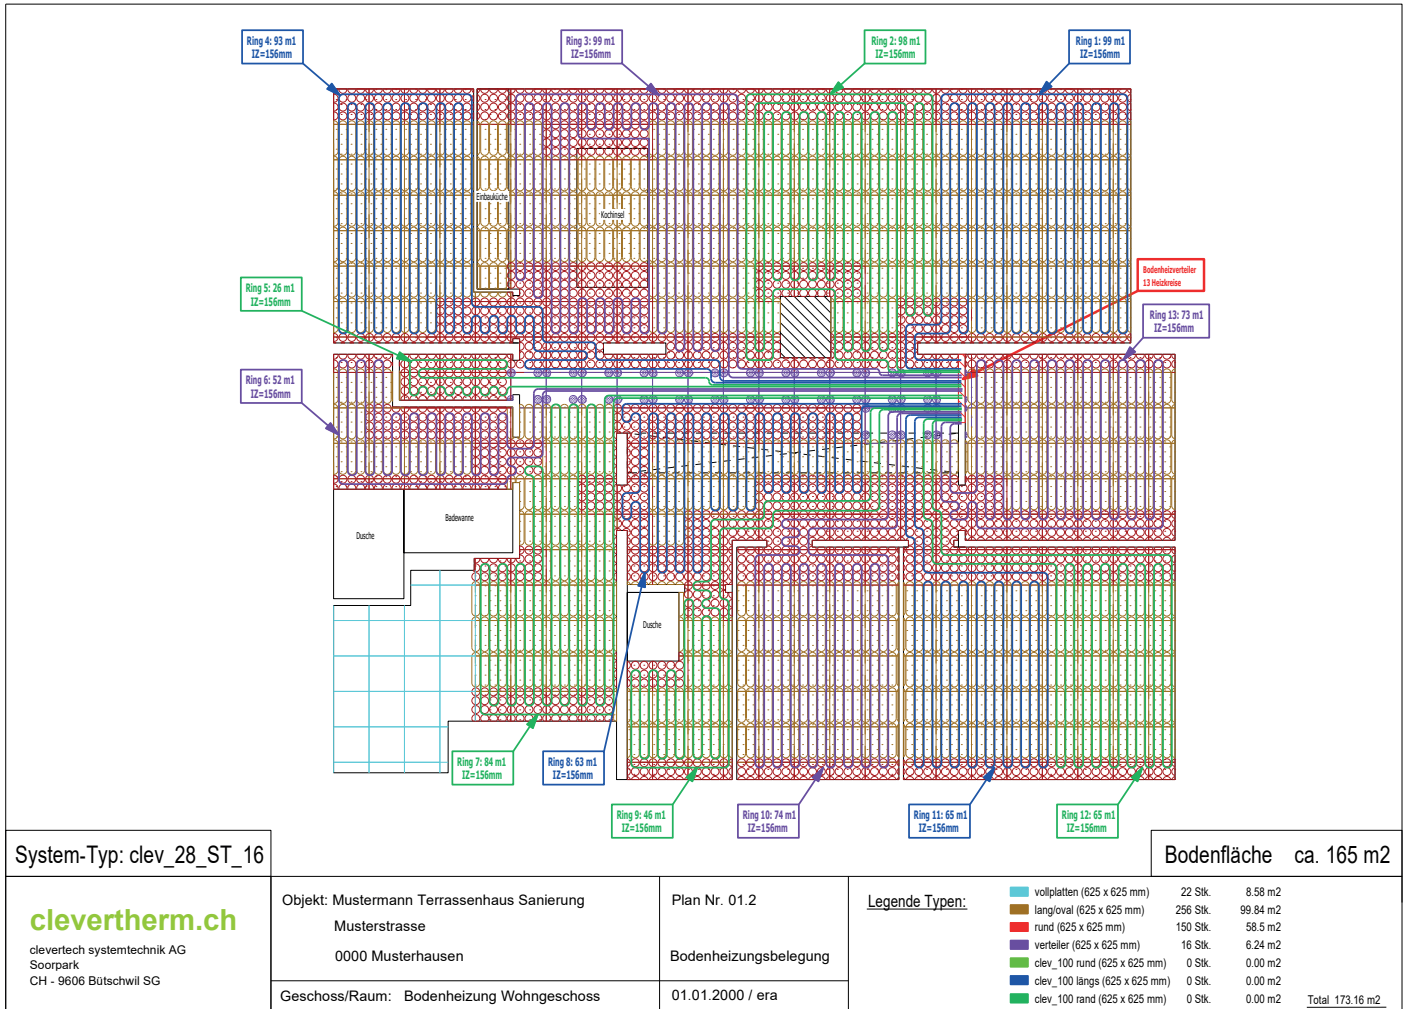 Ring 4: 93 m1
IZ=156mm
Ring 3: 99 m1
IZ=156mm
Ring 2: 98 m1
IZ=156mm
Ring 1: 99 m1
IZ=156mm
Einbauküche
Kochinsel
Bodenheizverteiler
13 Heizkreise
Ring 5: 26 m1
IZ=156mm
Ring 13: 73 m1
IZ=156mm
Ring 6: 52 m1
IZ=156mm
Dusche
Badewanne
Dusche
Ring 7: 84 m1
IZ=156mm
Ring 8: 63 m1
IZ=156mm
Ring 9: 46 m1
IZ=156mm
Ring 10: 74 m1
IZ=156mm
Ring 11: 65 m1
IZ=156mm
Ring 12: 65 m1
IZ=156mm
System-Typ: clev_28_ST_16
Bodenfläche ca. 165 m2
clevertherm.ch
clevertech systemtechnik AG
Soorpark
CH - 9606 Bütschwil SG
Objekt: Mustermann Terrassenhaus Sanierung
Musterstrasse
0000 Musterhausen
Geschoss/Raum: Bodenheizung Wohngeschoss
Plan Nr. 01.2
Bodenheizungsbelegung
01.01.2000 / era
Legende Typen:
vollplatten (625 x 625 mm) 22 Stk. 8.58 m2
lang/oval (625 x 625 mm) 256 Stk. 99.84 m2
rund (625 x 625 mm) 150 Stk. 58.5 m2
verteiler (625 x 625 mm) 16 Stk. 6.24 m2
clev_100 rund (625 x 625 mm) 0 Stk. 0.00 m2
clev_100 längs (625 x 625 mm) 0 Stk. 0.00 m2
clev_100 rand (625 x 625 mm) 0 Stk. 0.00 m2
Total 173.16 m2